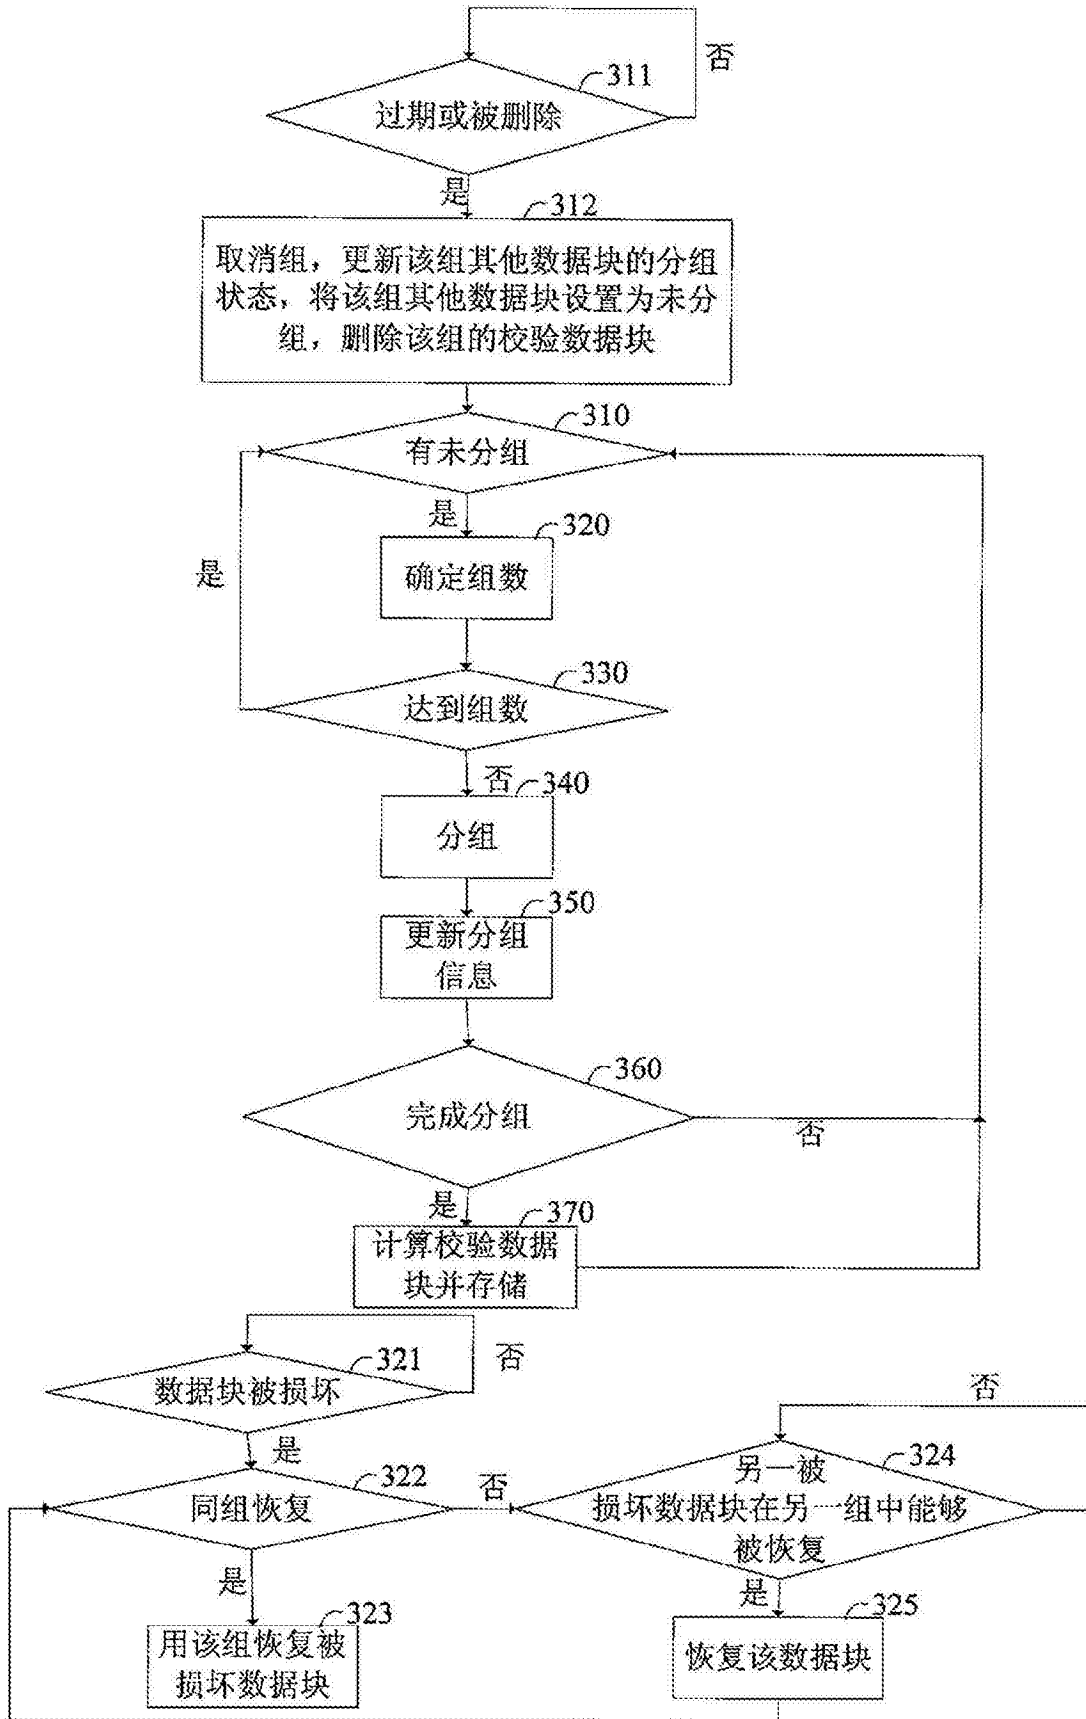 否
311
过期或被删除
是
312
取消组，更新该组其他数据块的分组
状态，将该组其他数据块设置为未分
组，删除该组的校验数据块
310
有未分组
是
320
确定组数
是
330
达到组数
否
340
分组
350
更新分组
信息
360
完成分组
否
是
370
计算校验数据
块并存储
321
否
数据块被损坏
是
322
同组恢复
否
否
324
另一被
损坏数据块在另一组中能够
被恢复
是
323
用该组恢复被
损坏数据块
是
325
恢复该数据块